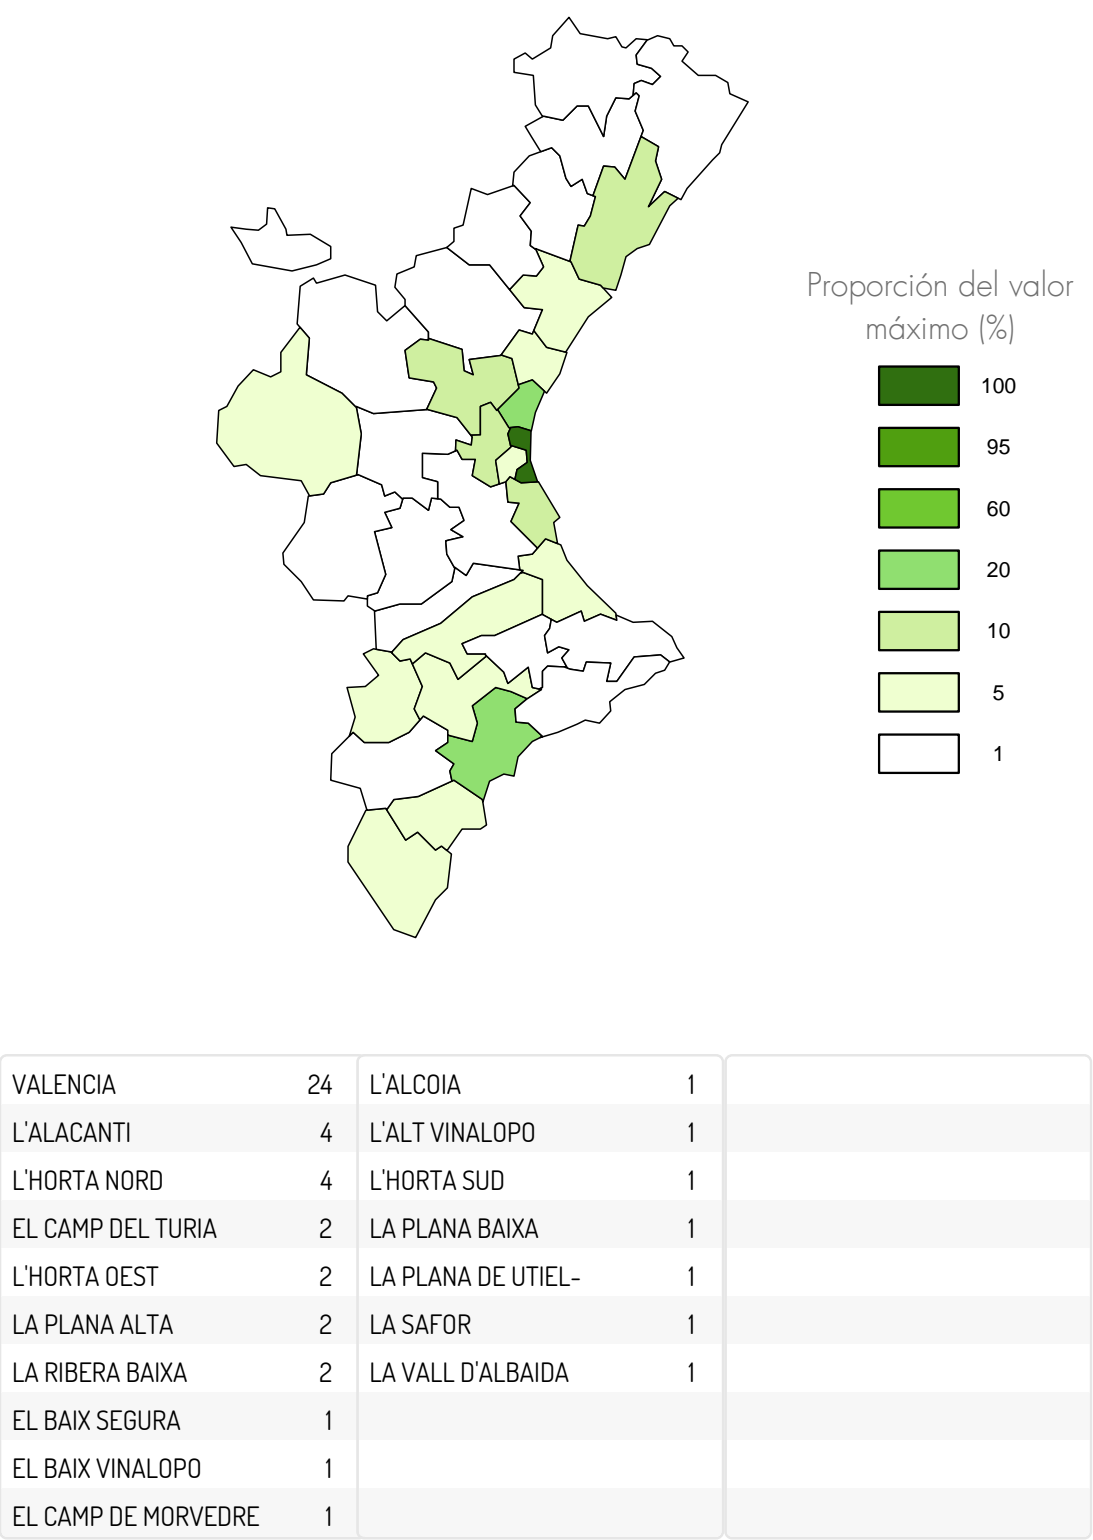 Proporción del valor
máximo (%)
100
95
60
20
10
5
1
VALENCIA 24
L'ALACANTI 4
L'HORTA NORD 4
EL CAMP DEL TURIA 2
L'HORTA OEST 2
LA PLANA ALTA 2
LA RIBERA BAIXA 2
EL BAIX SEGURA 1
EL BAIX VINALOPO 1
EL CAMP DE MORVEDRE 1
L'ALCOIA 1
L'ALT VINALOPO 1
L'HORTA SUD 1
LA PLANA BAIXA 1
LA PLANA DE UTIEL- 1
LA SAFOR 1
LA VALL D'ALBAIDA 1